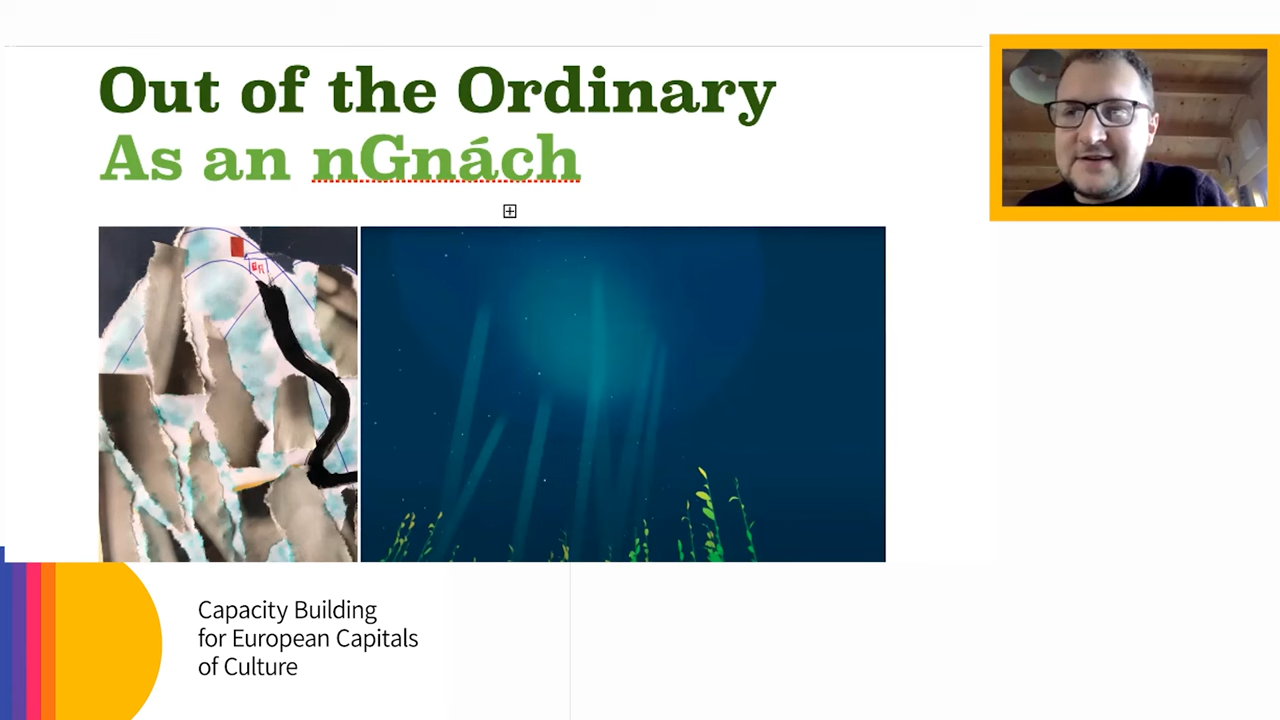 Out of the Ordinary
As an nGnách
Capacity Building
for European Capitals
of Culture